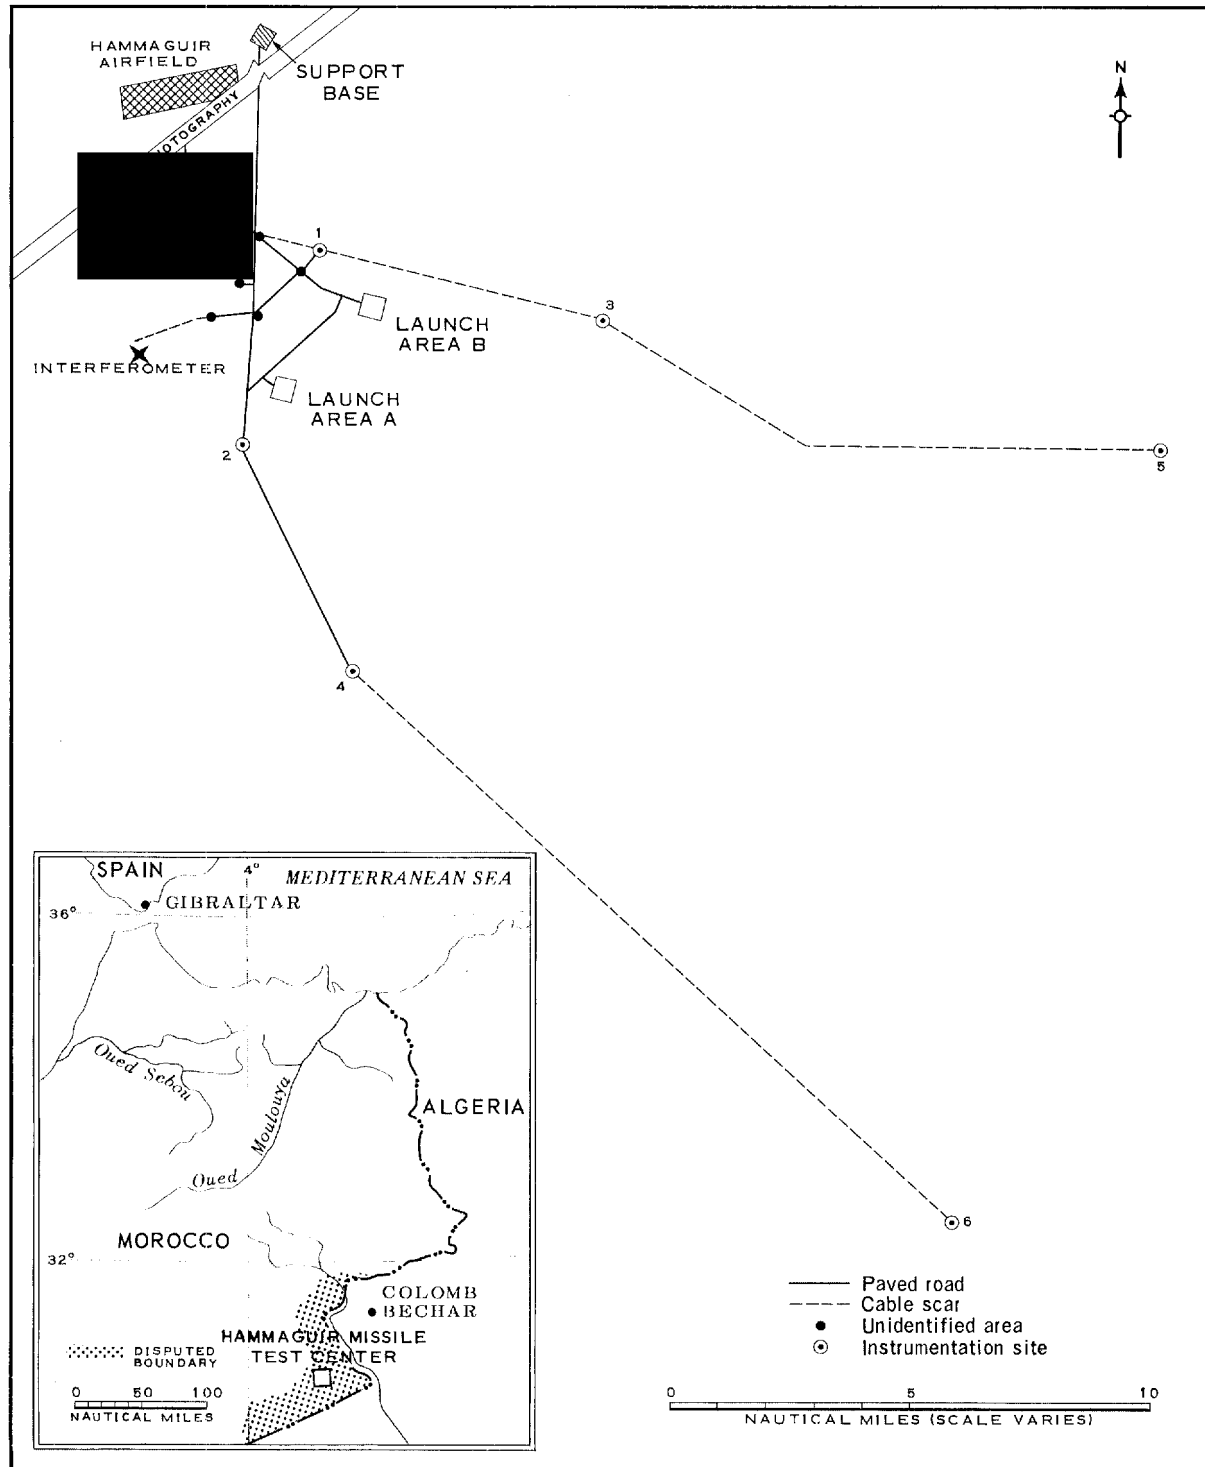 HAMMAGUIR
AIRFIELD
SUPPORT
BASE
N
OTOGRAPHY
1
3
LAUNCH
AREA B
INTERFEROMETER
LAUNCH
AREA A
2
5
4
SPAIN
4°
MEDITERRANEAN SEA
GIBRALTAR
36°
Oued Sebou
Moulouya
ALGERIA
Oued
MOROCCO
32°
COLOMB
BECHAR
HAMMAGUIR MISSILE
TEST CENTER
DISPUTED
BOUNDARY
0 50 100
NAUTICAL MILES
6
Paved road
Cable scar
Unidentified area
Instrumentation site
0 5 10
NAUTICAL MILES (SCALE VARIES)